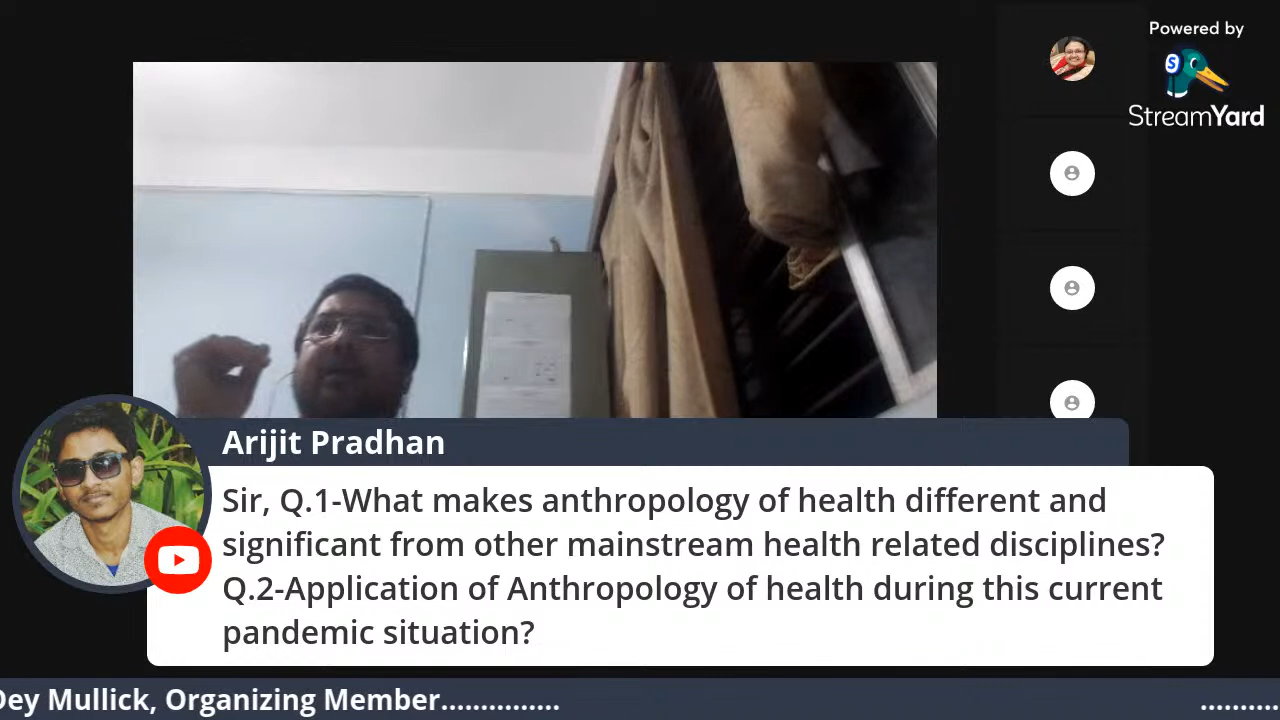 Powered by
StreamYard
Arijit Pradhan
Sir, Q.1-What makes anthropology of health different and
significant from other mainstream health related disciplines?
Q.2-Application of Anthropology of health during this current
pandemic situation?
Dey Mullick, Organizing Member...............
..........